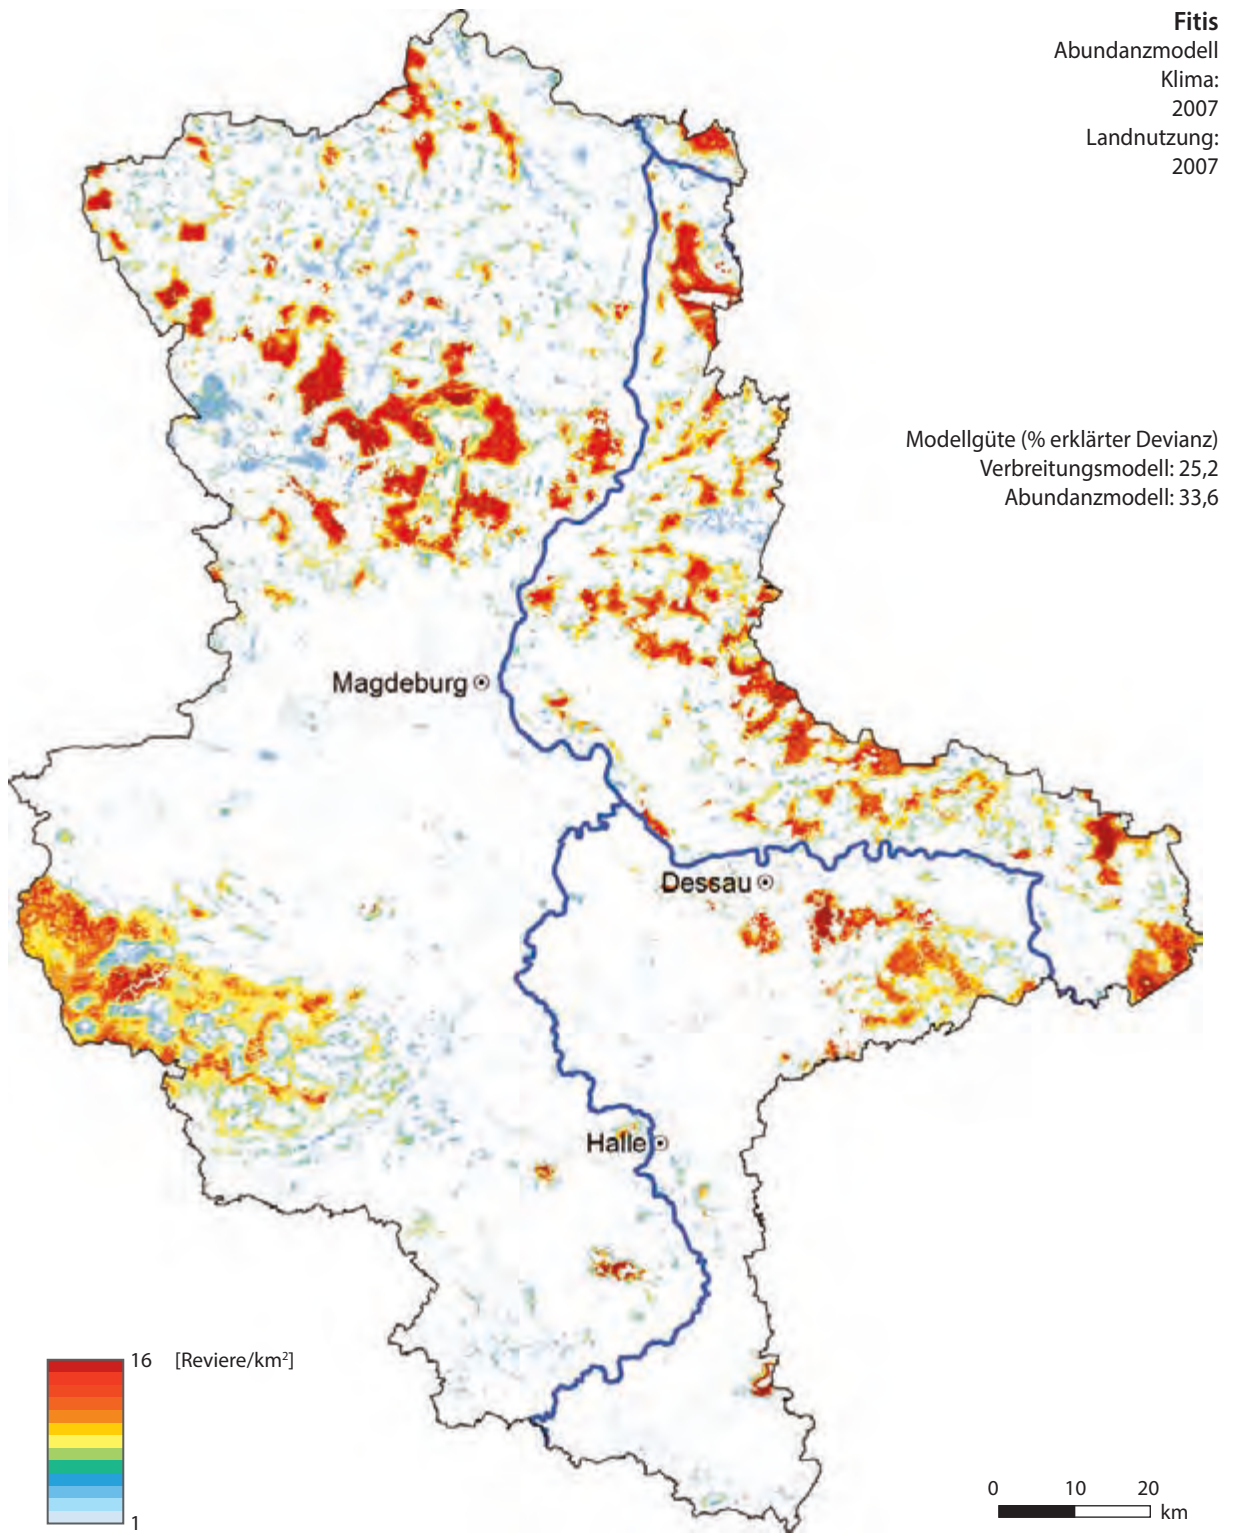 Fitis
Abundanzmodell
Klima:
2007
Landnutzung:
2007
Modellgüte (% erklärter Devianz)
Verbreitungsmodell: 25,2
Abundanzmodell: 33,6
Magdeburg
Dessau
Halle
16 [Reviere/km²]
1
0 10 20
km